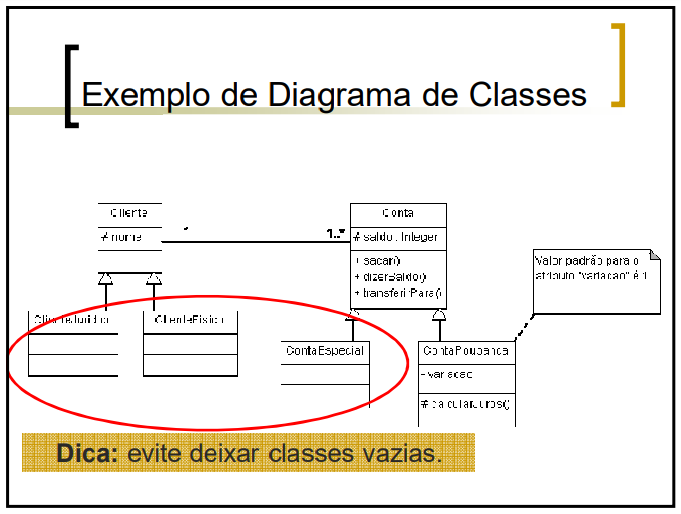 Exemplo de Diagrama de Classes
Cliente
# nome
*
1..*
Conta
# saldo : Integer
+ sacar()
+ dizerSaldo()
+ transferirPara()
Valor padrão para o
atributo "variacao" é 1
ClienteJuridico
ClienteFisico
ContaEspecial
ContaPoupanca
- variacao
# calcularJuros()
Dica: evite deixar classes vazias.